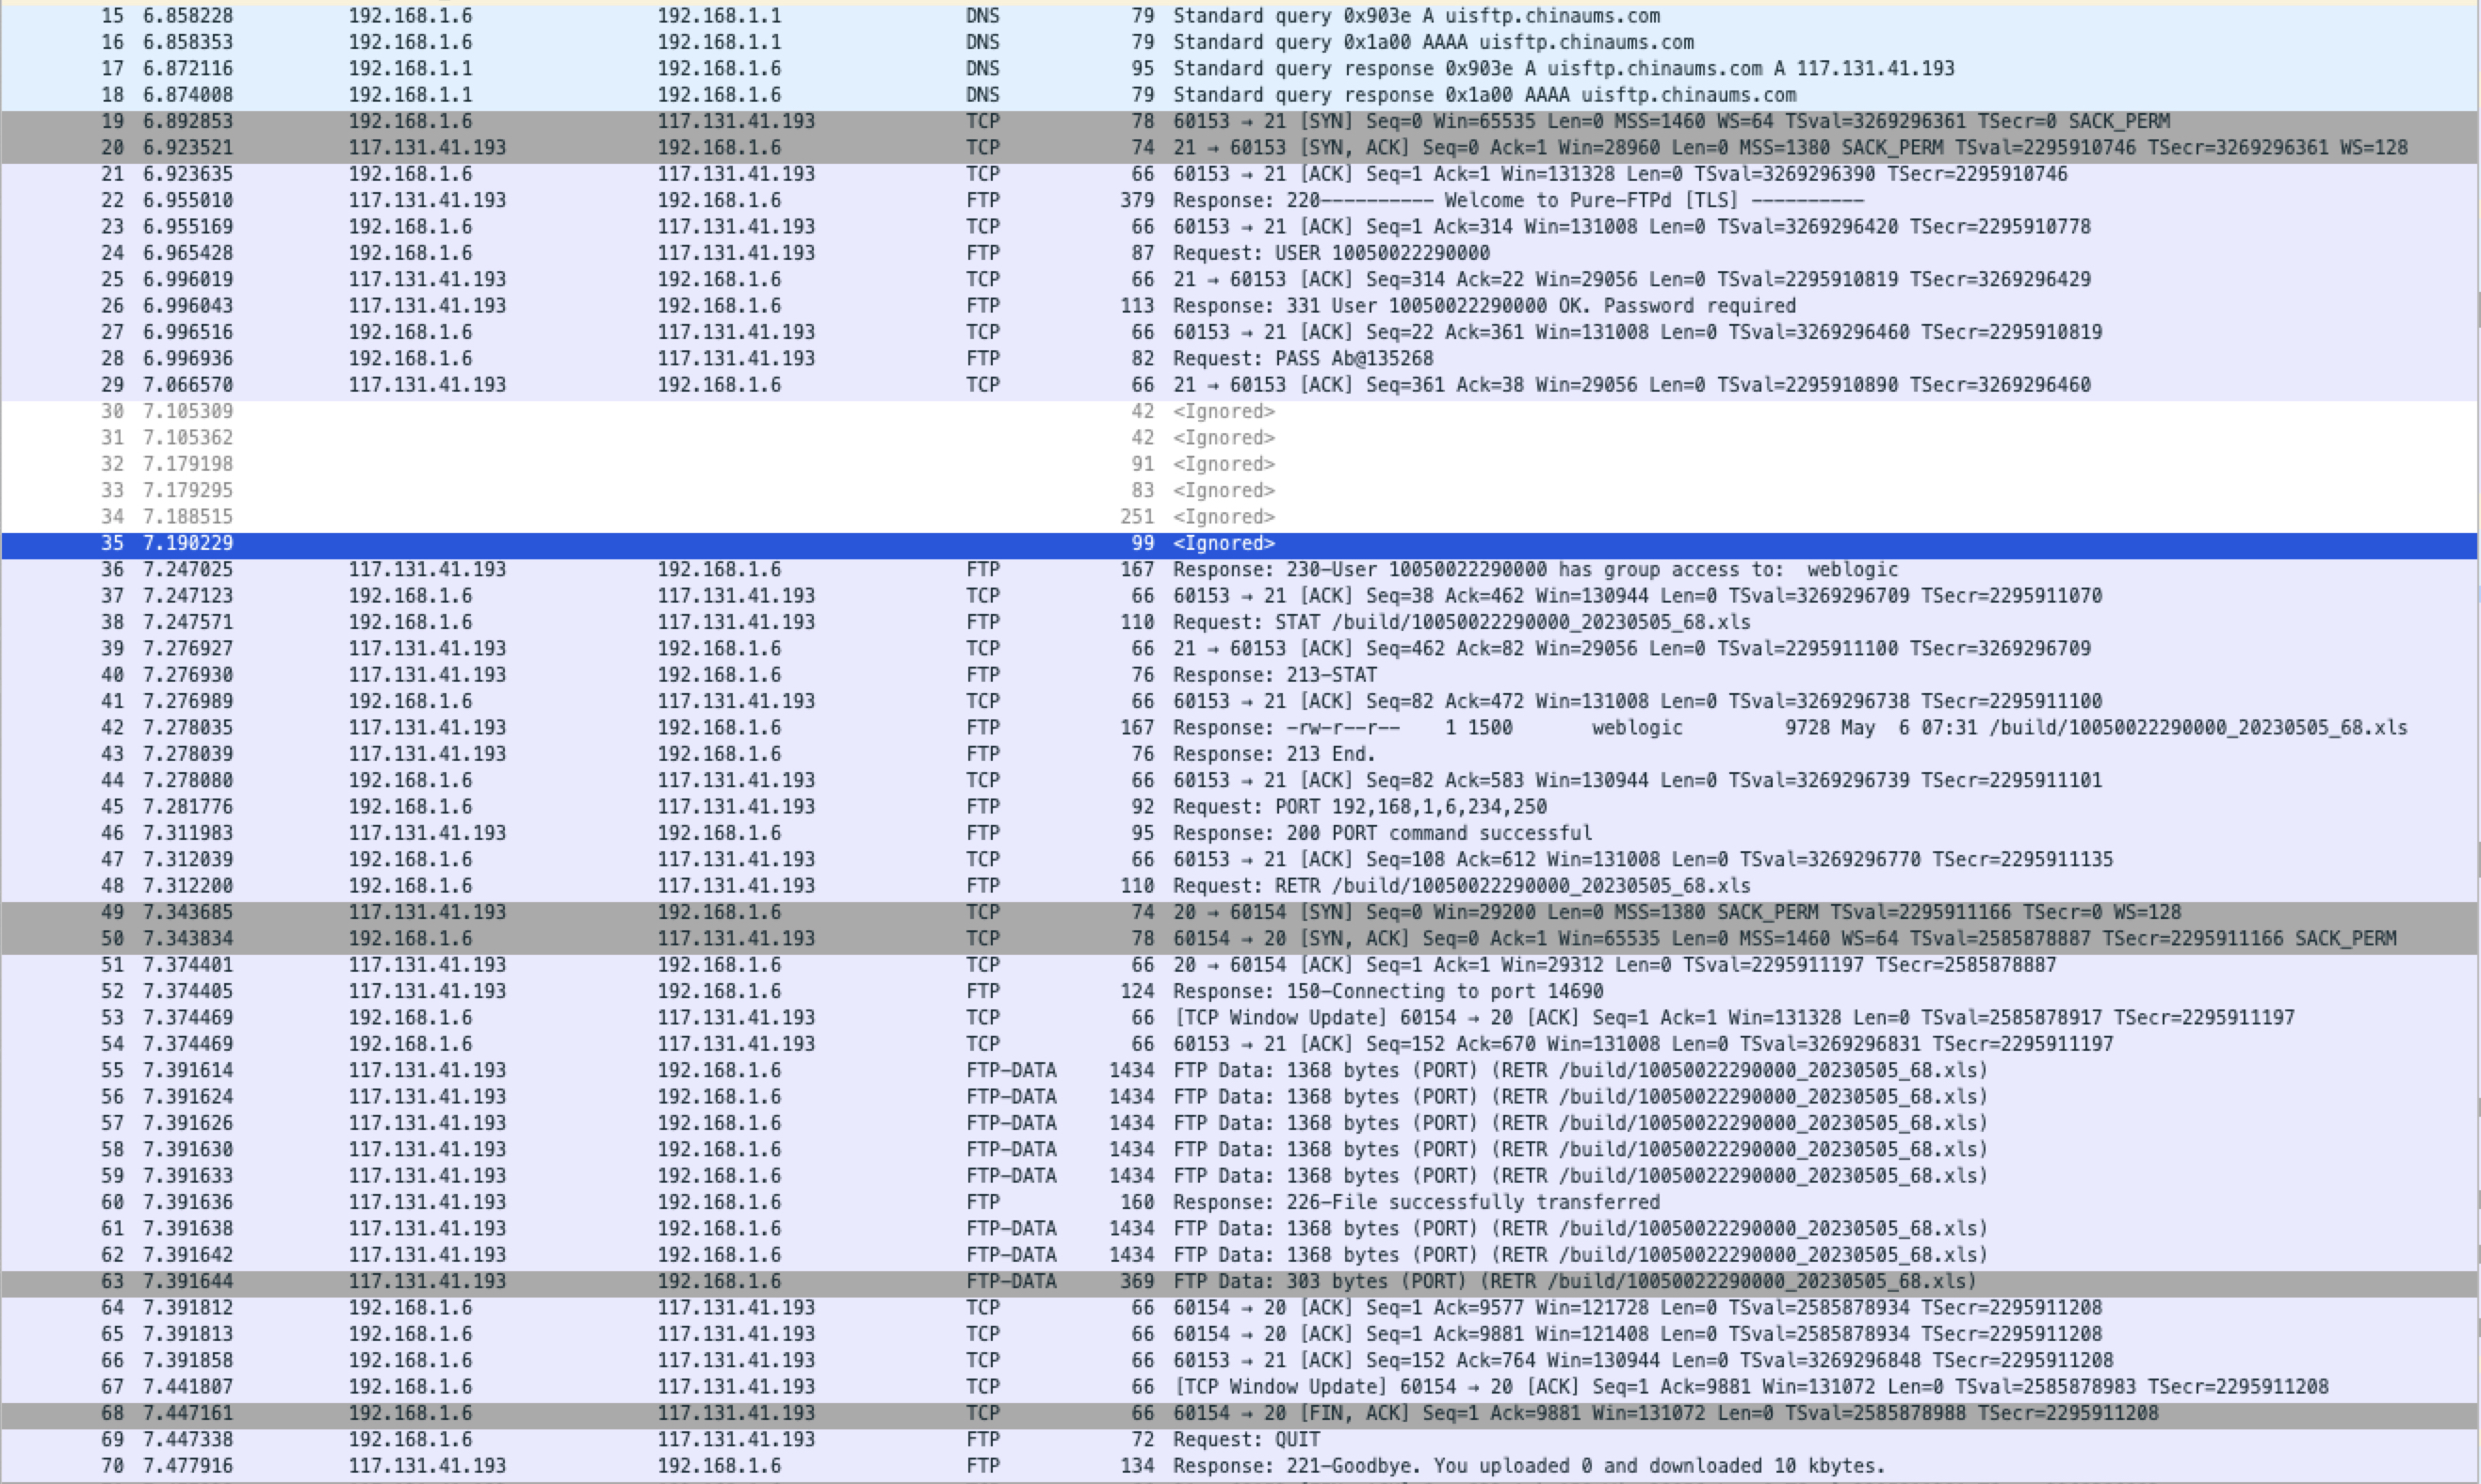 15 6.858228 192.168.1.6 192.168.1.1 DNS 79 Standard query 0x903e A uisftp.chinaums.com
16 6.858353 192.168.1.6 192.168.1.1 DNS 79 Standard query 0x1a00 AAAA uisftp.chinaums.com
17 6.872116 192.168.1.1 192.168.1.6 DNS 95 Standard query response 0x903e A uisftp.chinaums.com A 117.131.41.193
18 6.874008 192.168.1.1 192.168.1.6 DNS 79 Standard query response 0x1a00 AAAA uisftp.chinaums.com
19 6.892853 192.168.1.6 117.131.41.193 TCP 78 60153 → 21 [SYN] Seq=0 Win=65535 Len=0 MSS=1460 WS=64 TSval=3269296361 TSecr=0 SACK_PERM
20 6.923521 117.131.41.193 192.168.1.6 TCP 74 21 → 60153 [SYN, ACK] Seq=0 Ack=1 Win=28960 Len=0 MSS=1380 SACK_PERM TSval=2295910746 TSecr=3269296361 WS=128
21 6.923635 192.168.1.6 117.131.41.193 TCP 66 60153 → 21 [ACK] Seq=1 Ack=1 Win=131328 Len=0 TSval=3269296390 TSecr=2295910746
22 6.955010 117.131.41.193 192.168.1.6 FTP 379 Response: 220---------- Welcome to Pure-FTPd [TLS] ----------
23 6.955169 192.168.1.6 117.131.41.193 TCP 66 60153 → 21 [ACK] Seq=1 Ack=314 Win=131008 Len=0 TSval=3269296420 TSecr=2295910778
24 6.965428 192.168.1.6 117.131.41.193 FTP 87 Request: USER 10050022290000
25 6.996019 117.131.41.193 192.168.1.6 TCP 66 21 → 60153 [ACK] Seq=314 Ack=22 Win=29056 Len=0 TSval=2295910819 TSecr=3269296429
26 6.996043 117.131.41.193 192.168.1.6 FTP 113 Response: 331 User 10050022290000 OK. Password required
27 6.996516 192.168.1.6 117.131.41.193 TCP 66 60153 → 21 [ACK] Seq=22 Ack=361 Win=131008 Len=0 TSval=3269296460 TSecr=2295910819
28 6.996936 192.168.1.6 117.131.41.193 FTP 82 Request: PASS Ab@135268
29 7.066570 117.131.41.193 192.168.1.6 TCP 66 21 → 60153 [ACK] Seq=361 Ack=38 Win=29056 Len=0 TSval=2295910890 TSecr=3269296460
30 7.105309 42 <Ignored>
31 7.105362 42 <Ignored>
32 7.179198 91 <Ignored>
33 7.179295 83 <Ignored>
34 7.188515 251 <Ignored>
35 7.190229 99 <Ignored>
36 7.247025 117.131.41.193 192.168.1.6 FTP 167 Response: 230-User 10050022290000 has group access to:  weblogic
37 7.247123 192.168.1.6 117.131.41.193 TCP 66 60153 → 21 [ACK] Seq=38 Ack=462 Win=130944 Len=0 TSval=3269296709 TSecr=2295911070
38 7.247571 192.168.1.6 117.131.41.193 FTP 110 Request: STAT /build/10050022290000_20230505_68.xls
39 7.276927 117.131.41.193 192.168.1.6 TCP 66 21 → 60153 [ACK] Seq=462 Ack=82 Win=29056 Len=0 TSval=2295911100 TSecr=3269296709
40 7.276930 117.131.41.193 192.168.1.6 FTP 76 Response: 213-STAT
41 7.276989 192.168.1.6 117.131.41.193 TCP 66 60153 → 21 [ACK] Seq=82 Ack=472 Win=131008 Len=0 TSval=3269296738 TSecr=2295911100
42 7.278035 117.131.41.193 192.168.1.6 FTP 167 Response: -rw-r--r-- 1 1500 weblogic 9728 May  6 07:31 /build/10050022290000_20230505_68.xls
43 7.278039 117.131.41.193 192.168.1.6 FTP 76 Response: 213 End.
44 7.278080 192.168.1.6 117.131.41.193 TCP 66 60153 → 21 [ACK] Seq=82 Ack=583 Win=130944 Len=0 TSval=3269296739 TSecr=2295911101
45 7.281776 192.168.1.6 117.131.41.193 FTP 92 Request: PORT 192,168,1,6,234,250
46 7.311983 117.131.41.193 192.168.1.6 FTP 95 Response: 200 PORT command successful
47 7.312039 192.168.1.6 117.131.41.193 TCP 66 60153 → 21 [ACK] Seq=108 Ack=612 Win=131008 Len=0 TSval=3269296770 TSecr=2295911135
48 7.312200 192.168.1.6 117.131.41.193 FTP 110 Request: RETR /build/10050022290000_20230505_68.xls
49 7.343685 117.131.41.193 192.168.1.6 TCP 74 20 → 60154 [SYN] Seq=0 Win=29200 Len=0 MSS=1380 SACK_PERM TSval=2295911166 TSecr=0 WS=128
50 7.343834 192.168.1.6 117.131.41.193 TCP 78 60154 → 20 [SYN, ACK] Seq=0 Ack=1 Win=65535 Len=0 MSS=1460 WS=64 TSval=2585878887 TSecr=2295911166 SACK_PERM
51 7.374401 117.131.41.193 192.168.1.6 TCP 66 20 → 60154 [ACK] Seq=1 Ack=1 Win=29312 Len=0 TSval=2295911197 TSecr=2585878887
52 7.374405 117.131.41.193 192.168.1.6 FTP 124 Response: 150-Connecting to port 14690
53 7.374469 192.168.1.6 117.131.41.193 TCP 66 [TCP Window Update] 60154 → 20 [ACK] Seq=1 Ack=1 Win=131328 Len=0 TSval=2585878917 TSecr=2295911197
54 7.374469 192.168.1.6 117.131.41.193 TCP 66 60153 → 21 [ACK] Seq=152 Ack=670 Win=131008 Len=0 TSval=3269296831 TSecr=2295911197
55 7.391614 117.131.41.193 192.168.1.6 FTP-DATA 1434 FTP Data: 1368 bytes (PORT) (RETR /build/10050022290000_20230505_68.xls)
56 7.391624 117.131.41.193 192.168.1.6 FTP-DATA 1434 FTP Data: 1368 bytes (PORT) (RETR /build/10050022290000_20230505_68.xls)
57 7.391626 117.131.41.193 192.168.1.6 FTP-DATA 1434 FTP Data: 1368 bytes (PORT) (RETR /build/10050022290000_20230505_68.xls)
58 7.391630 117.131.41.193 192.168.1.6 FTP-DATA 1434 FTP Data: 1368 bytes (PORT) (RETR /build/10050022290000_20230505_68.xls)
59 7.391633 117.131.41.193 192.168.1.6 FTP-DATA 1434 FTP Data: 1368 bytes (PORT) (RETR /build/10050022290000_20230505_68.xls)
60 7.391636 117.131.41.193 192.168.1.6 FTP 160 Response: 226-File successfully transferred
61 7.391638 117.131.41.193 192.168.1.6 FTP-DATA 1434 FTP Data: 1368 bytes (PORT) (RETR /build/10050022290000_20230505_68.xls)
62 7.391642 117.131.41.193 192.168.1.6 FTP-DATA 1434 FTP Data: 1368 bytes (PORT) (RETR /build/10050022290000_20230505_68.xls)
63 7.391644 117.131.41.193 192.168.1.6 FTP-DATA 369 FTP Data: 303 bytes (PORT) (RETR /build/10050022290000_20230505_68.xls)
64 7.391812 192.168.1.6 117.131.41.193 TCP 66 60154 → 20 [ACK] Seq=1 Ack=9577 Win=121728 Len=0 TSval=2585878934 TSecr=2295911208
65 7.391813 192.168.1.6 117.131.41.193 TCP 66 60154 → 20 [ACK] Seq=1 Ack=9881 Win=121408 Len=0 TSval=2585878934 TSecr=2295911208
66 7.391858 192.168.1.6 117.131.41.193 TCP 66 60153 → 21 [ACK] Seq=152 Ack=764 Win=130944 Len=0 TSval=3269296848 TSecr=2295911208
67 7.441807 192.168.1.6 117.131.41.193 TCP 66 [TCP Window Update] 60154 → 20 [ACK] Seq=1 Ack=9881 Win=131072 Len=0 TSval=2585878983 TSecr=2295911208
68 7.447161 192.168.1.6 117.131.41.193 TCP 66 60154 → 20 [FIN, ACK] Seq=1 Ack=9881 Win=131072 Len=0 TSval=2585878988 TSecr=2295911208
69 7.447338 192.168.1.6 117.131.41.193 FTP 72 Request: QUIT
70 7.477916 117.131.41.193 192.168.1.6 FTP 134 Response: 221-Goodbye. You uploaded 0 and downloaded 10 kbytes.